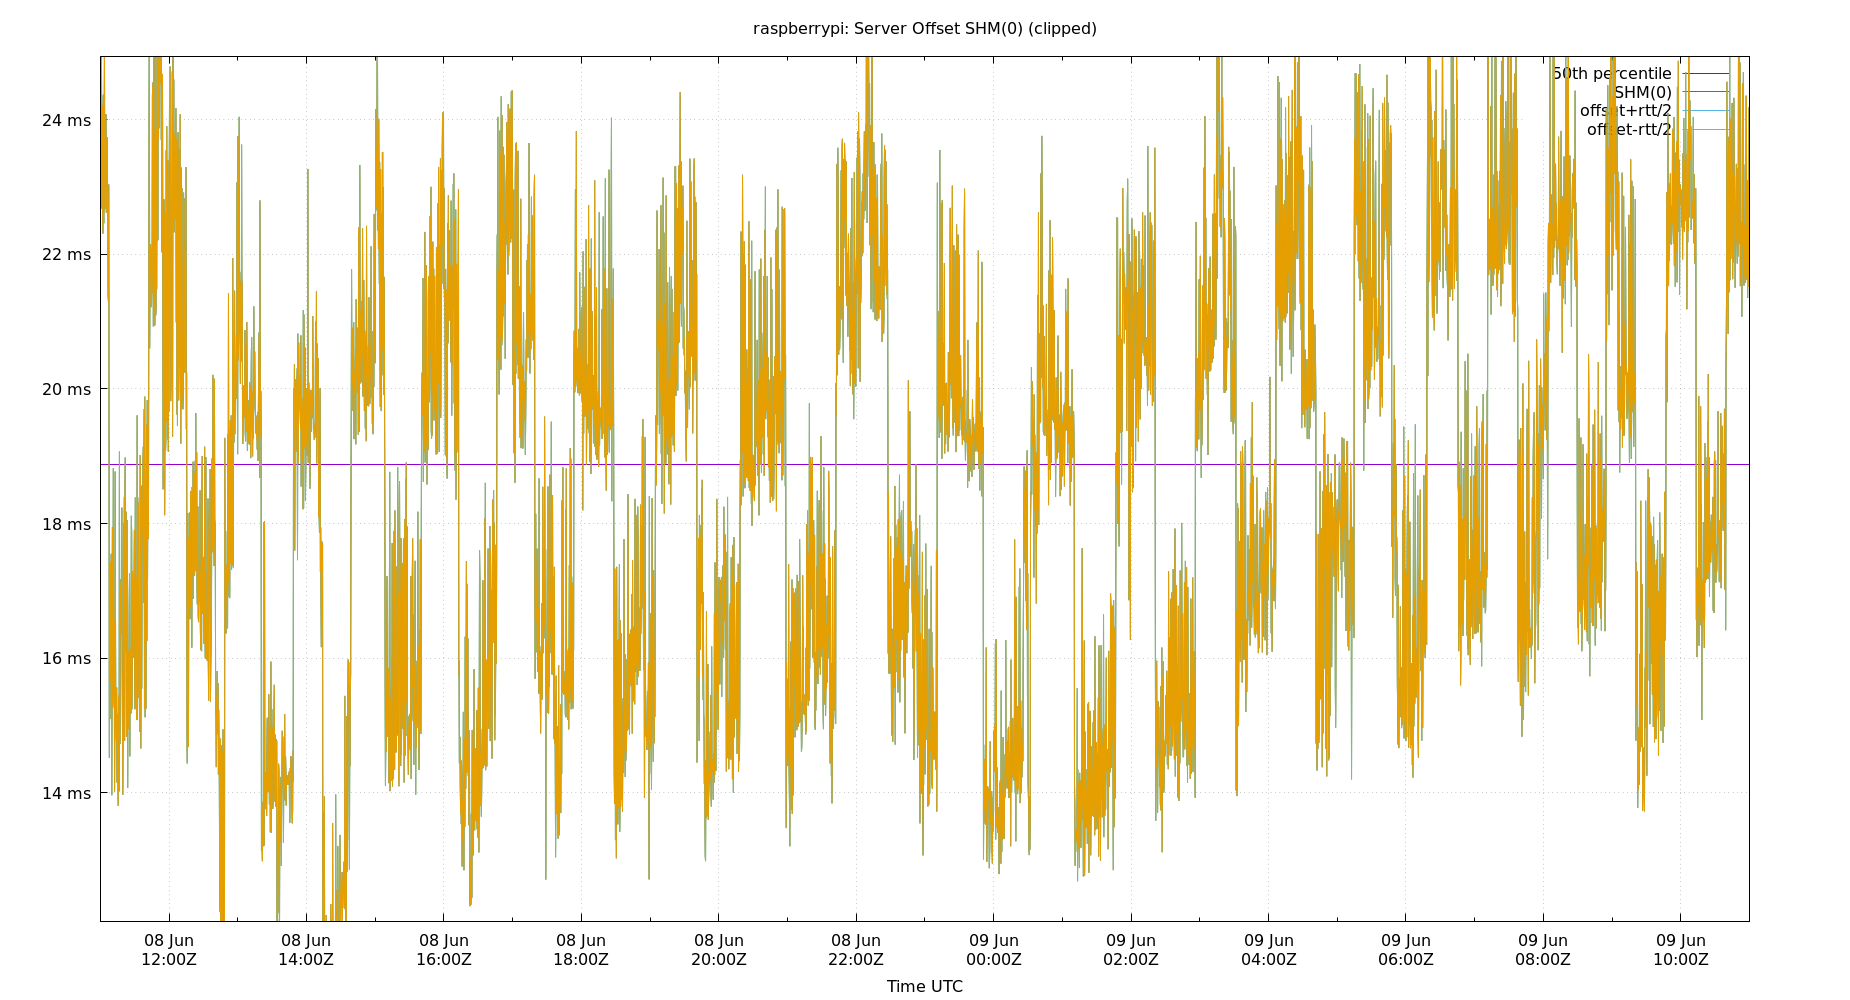 raspberrypi: Server Offset SHM(0) (clipped)
50th percentile
SHM(0)
offset+rtt/2
offset-rtt/2
24 ms
22 ms
20 ms
18 ms
16 ms
14 ms
08 Jun 08 Jun 08 Jun 08 Jun 08 Jun 08 Jun 09 Jun 09 Jun 09 Jun 09 Jun 09 Jun 09 Jun
12:00Z 14:00Z 16:00Z 18:00Z 20:00Z 22:00Z 00:00Z 02:00Z 04:00Z 06:00Z 08:00Z 10:00Z
Time UTC